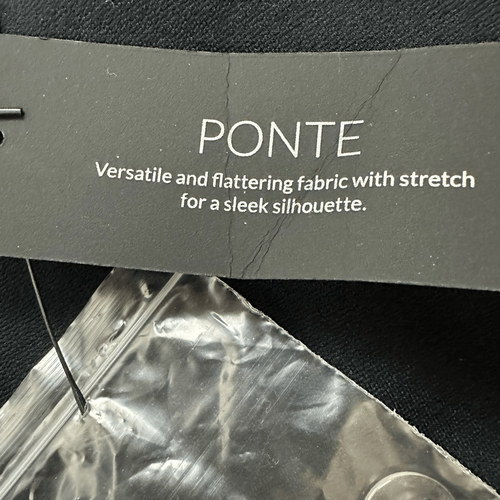 PONTE
Versatile and flattering fabric with stretch
for a sleek silhouette.